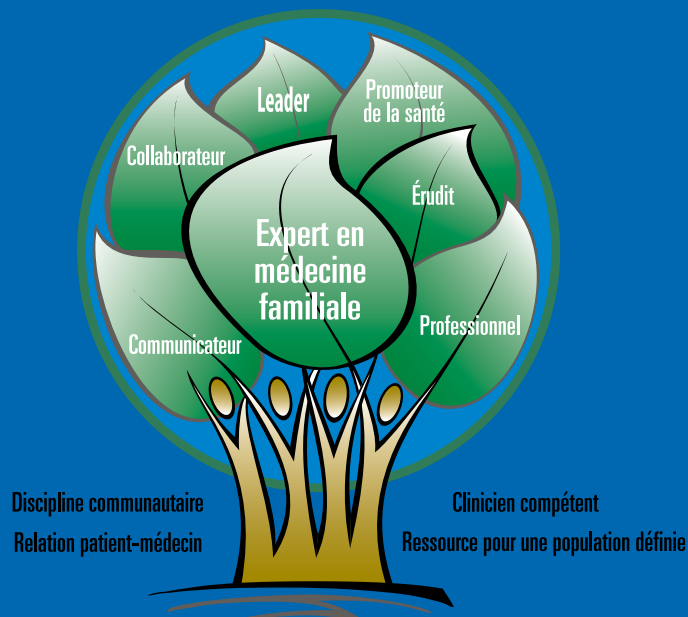 Leader
Promoteur
de la santé
Collaborateur
Érudit
Expert en
médecine
familiale
Professionnel
Communicateur
Discipline communautaire
Relation patient-médecin
Clinicien compétent
Ressource pour une population définie